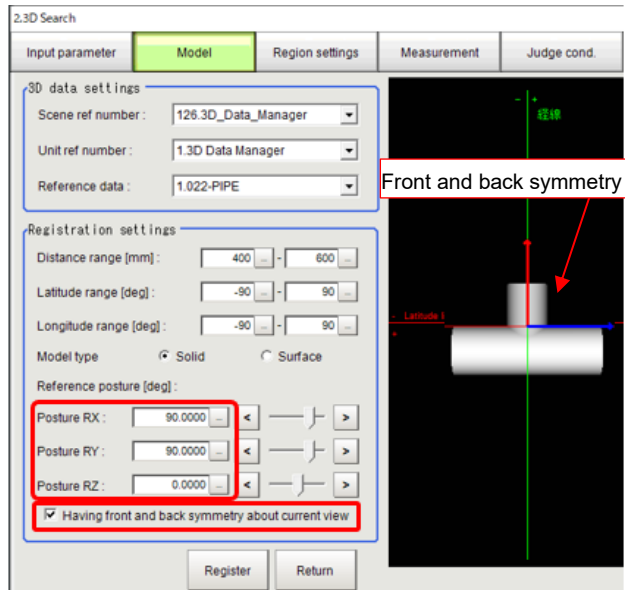 2.3D Search
Input parameter Model Region settings Measurement Judge cond.
3D data settings
Scene ref number : 126.3D_Data_Manager
Unit ref number : 1.3D Data Manager
Reference data : 1.022-PIPE
Registration settings
Distance range [mm] : 400 ... - 600 ...
Latitude range [deg] : -90 ... - 90 ...
Longitude range [deg] : -90 ... - 90 ...
Model type Solid Surface
Reference posture [deg] :
Posture RX : 90.0000 ... < >
Posture RY : 90.0000 ... < >
Posture RZ : 0.0000 ... < >
Having front and back symmetry about current view
Register Return
- +
経線
Front and back symmetry
- Latitude
+